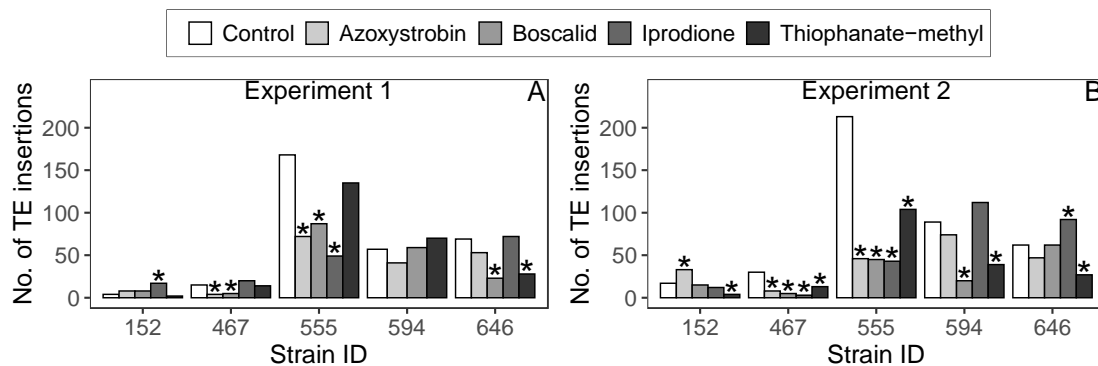 Control Azoxystrobin Boscalid Iprodione Thiophanate−methyl
Experiment 1 A
No. of TE insertions
200
150
100
50
0
* * * * * * * *
152 467 555 594 646
Strain ID
Experiment 2 B
No. of TE insertions
200
150
100
50
0
* * * * * * * * * * * * * *
152 467 555 594 646
Strain ID